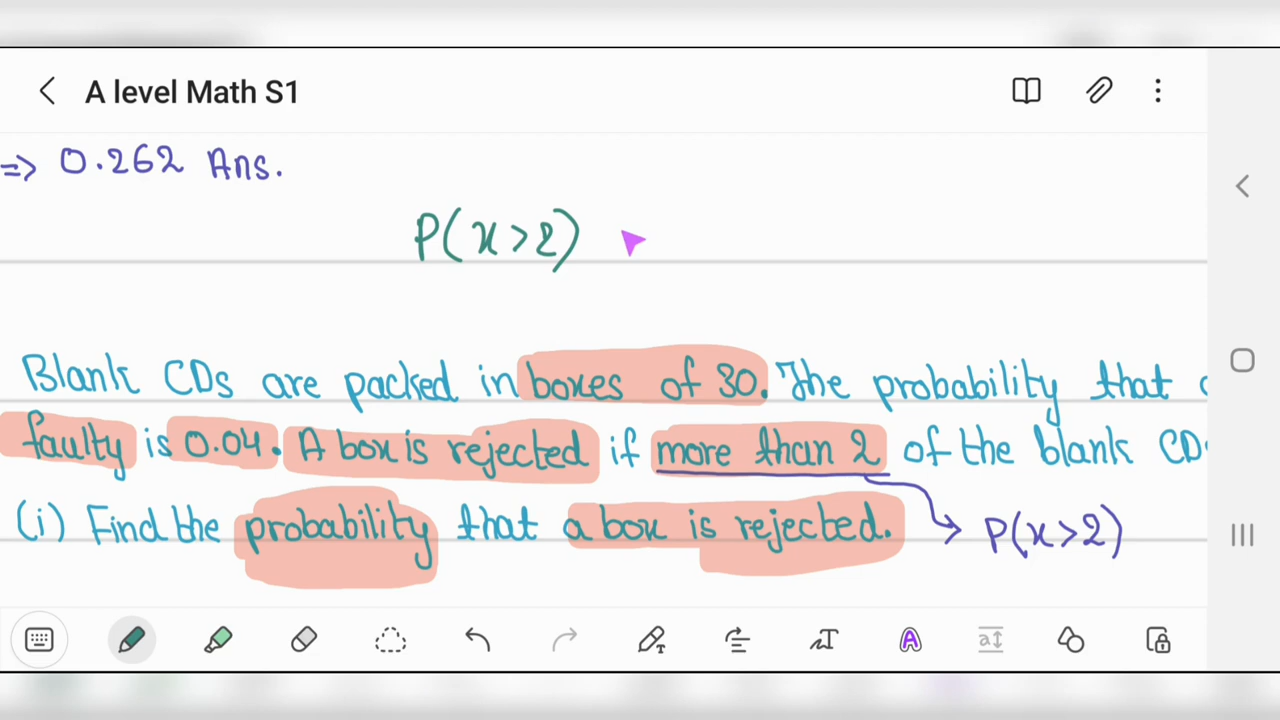 A level Math S1
=> 0.262 Ans.
P(x>2)
Blank CDs are packed in boxes of 30. The probability that
faulty is 0.04. A box is rejected if more than 2 of the blank CD
(i) Find the probability that a box is rejected. P(x>2)